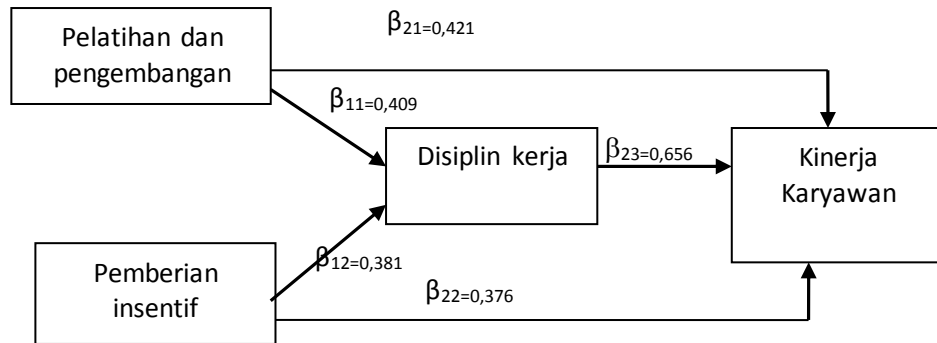 β21=0,421
Pelatihan dan
pengembangan
β11=0,409
Disiplin kerja
β23=0,656
Kinerja
Karyawan
β12=0,381
Pemberian
insentif
β22=0,376